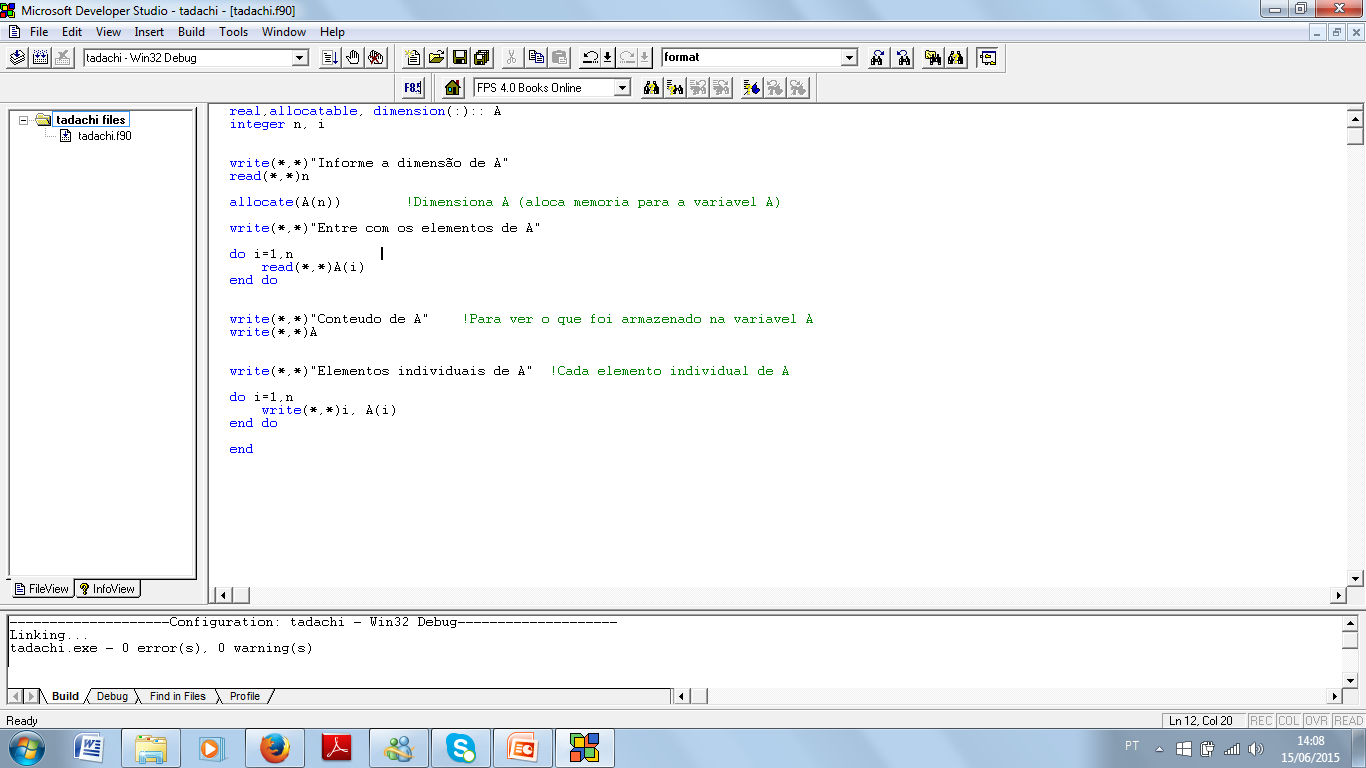 Microsoft Developer Studio - tadachi - [tadachi.f90]
File Edit View Insert Build Tools Window Help
tadachi - Win32 Debug format
F8.¶ FPS 4.0 Books Online
tadachi files
tadachi.f90
real,allocatable, dimension(:):: A
integer n, i
write(*,*)"Informe a dimensão de A"
read(*,*)n
allocate(A(n)) !Dimensiona A (aloca memoria para a variavel A)
write(*,*)"Entre com os elementos de A"
do i=1,n
read(*,*)A(i)
end do
write(*,*)"Conteudo de A" !Para ver o que foi armazenado na variavel A
write(*,*)A
write(*,*)"Elementos individuais de A" !Cada elemento individual de A
do i=1,n
write(*,*)i, A(i)
end do
end
FileView InfoView
--------------------Configuration: tadachi - Win32 Debug--------------------
Linking...
tadachi.exe - 0 error(s), 0 warning(s)
Build Debug Find in Files Profile
Ready Ln 12, Col 20 REC COL OVR READ
PT 14:08
15/06/2015